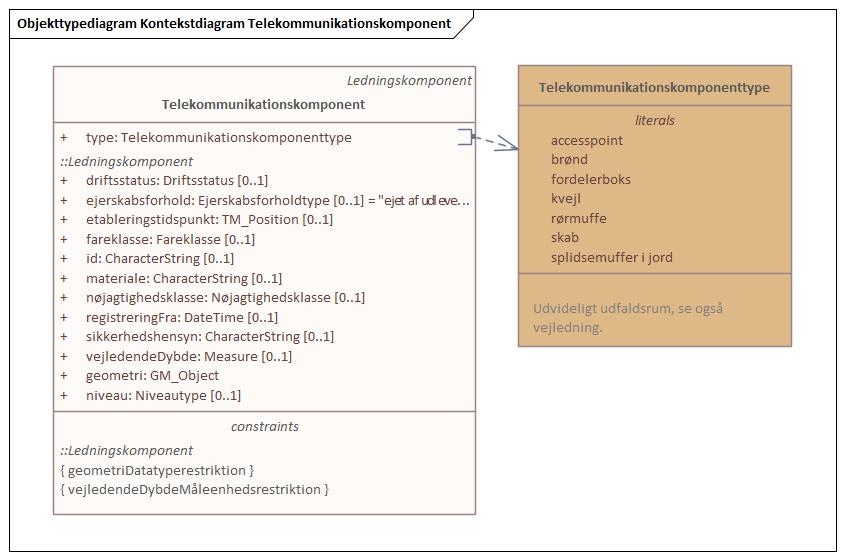 Objekttypediagram Kontekstdiagram Telekommunikationskomponent
Ledningskomponent
Telekommunikationskomponent
+ type: Telekommunikationskomponenttype
::Ledningskomponent
+ driftsstatus: Driftsstatus [0..1]
+ ejerskabsforhold: Ejerskabsforholdtype [0..1] = "ejet af udleve...
+ etableringstidspunkt: TM_Position [0..1]
+ fareklasse: Fareklasse [0..1]
+ id: CharacterString [0..1]
+ materiale: CharacterString [0..1]
+ nøjagtighedsklasse: Nøjagtighedsklasse [0..1]
+ registreringFra: DateTime [0..1]
+ sikkerhedshensyn: CharacterString [0..1]
+ vejledendeDybde: Measure [0..1]
+ geometri: GM_Object
+ niveau: Niveautype [0..1]
constraints
::Ledningskomponent
{ geometriDatatyperestriktion }
{ vejledendeDybdeMåleenhedsrestriktion }
Telekommunikationskomponenttype
literals
accesspoint
brønd
fordelerboks
kvejl
rørmuffe
skab
splidsemuffer i jord
Udvideligt udfaldsrum, se også
vejledning.